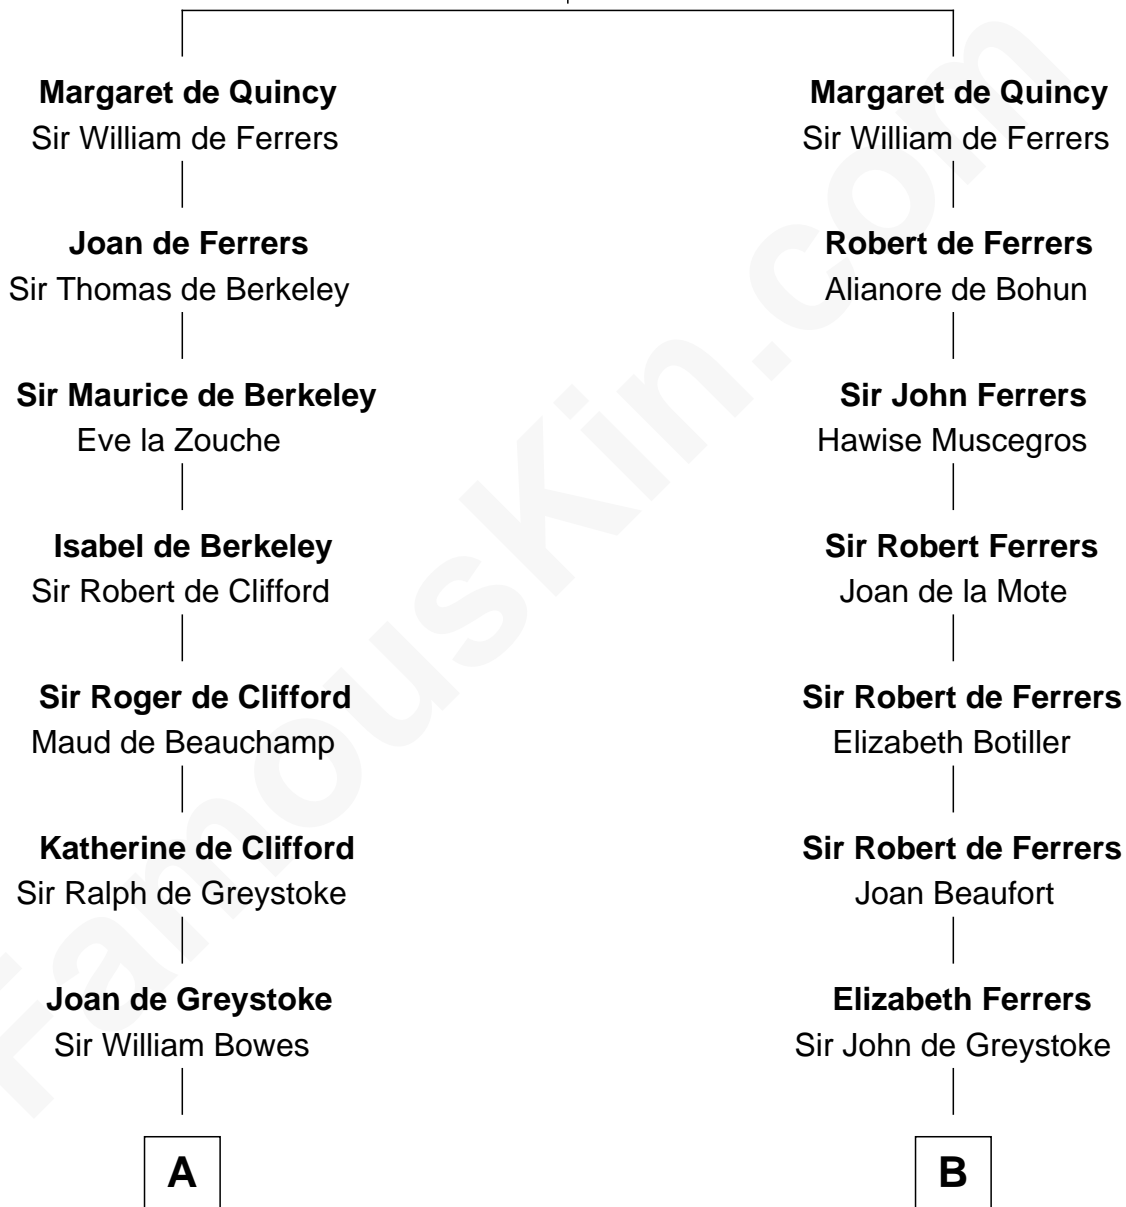 Margaret de Quincy
Sir William de Ferrers
Joan de Ferrers
Sir Thomas de Berkeley
Sir Maurice de Berkeley
Eve la Zouche
Isabel de Berkeley
Sir Robert de Clifford
Sir Roger de Clifford
Maud de Beauchamp
Katherine de Clifford
Sir Ralph de Greystoke
Joan de Greystoke
Sir William Bowes
A
Margaret de Quincy
Sir William de Ferrers
Robert de Ferrers
Alianore de Bohun
Sir John Ferrers
Hawise Muscegros
Sir Robert Ferrers
Joan de la Mote
Sir Robert de Ferrers
Elizabeth Botiller
Sir Robert de Ferrers
Joan Beaufort
Elizabeth Ferrers
Sir John de Greystoke
B
FamousKin.com